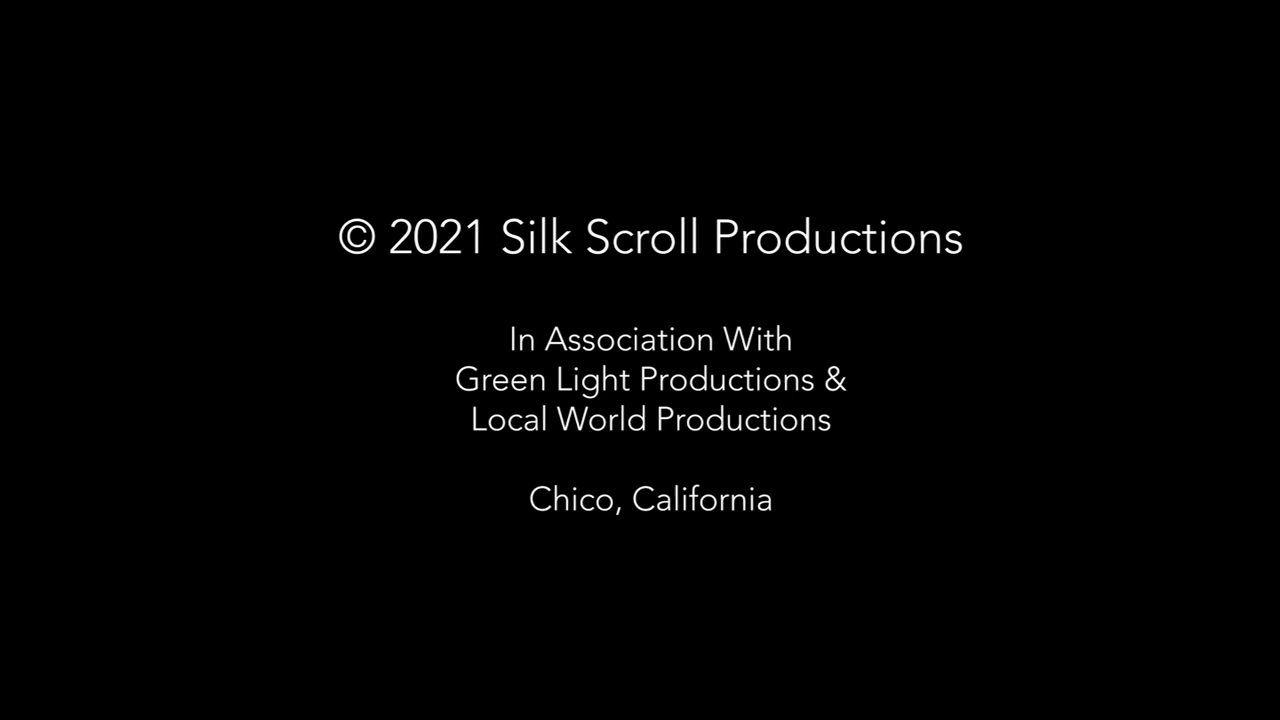 © 2021 Silk Scroll Productions
In Association With
Green Light Productions &
Local World Productions
Chico, California